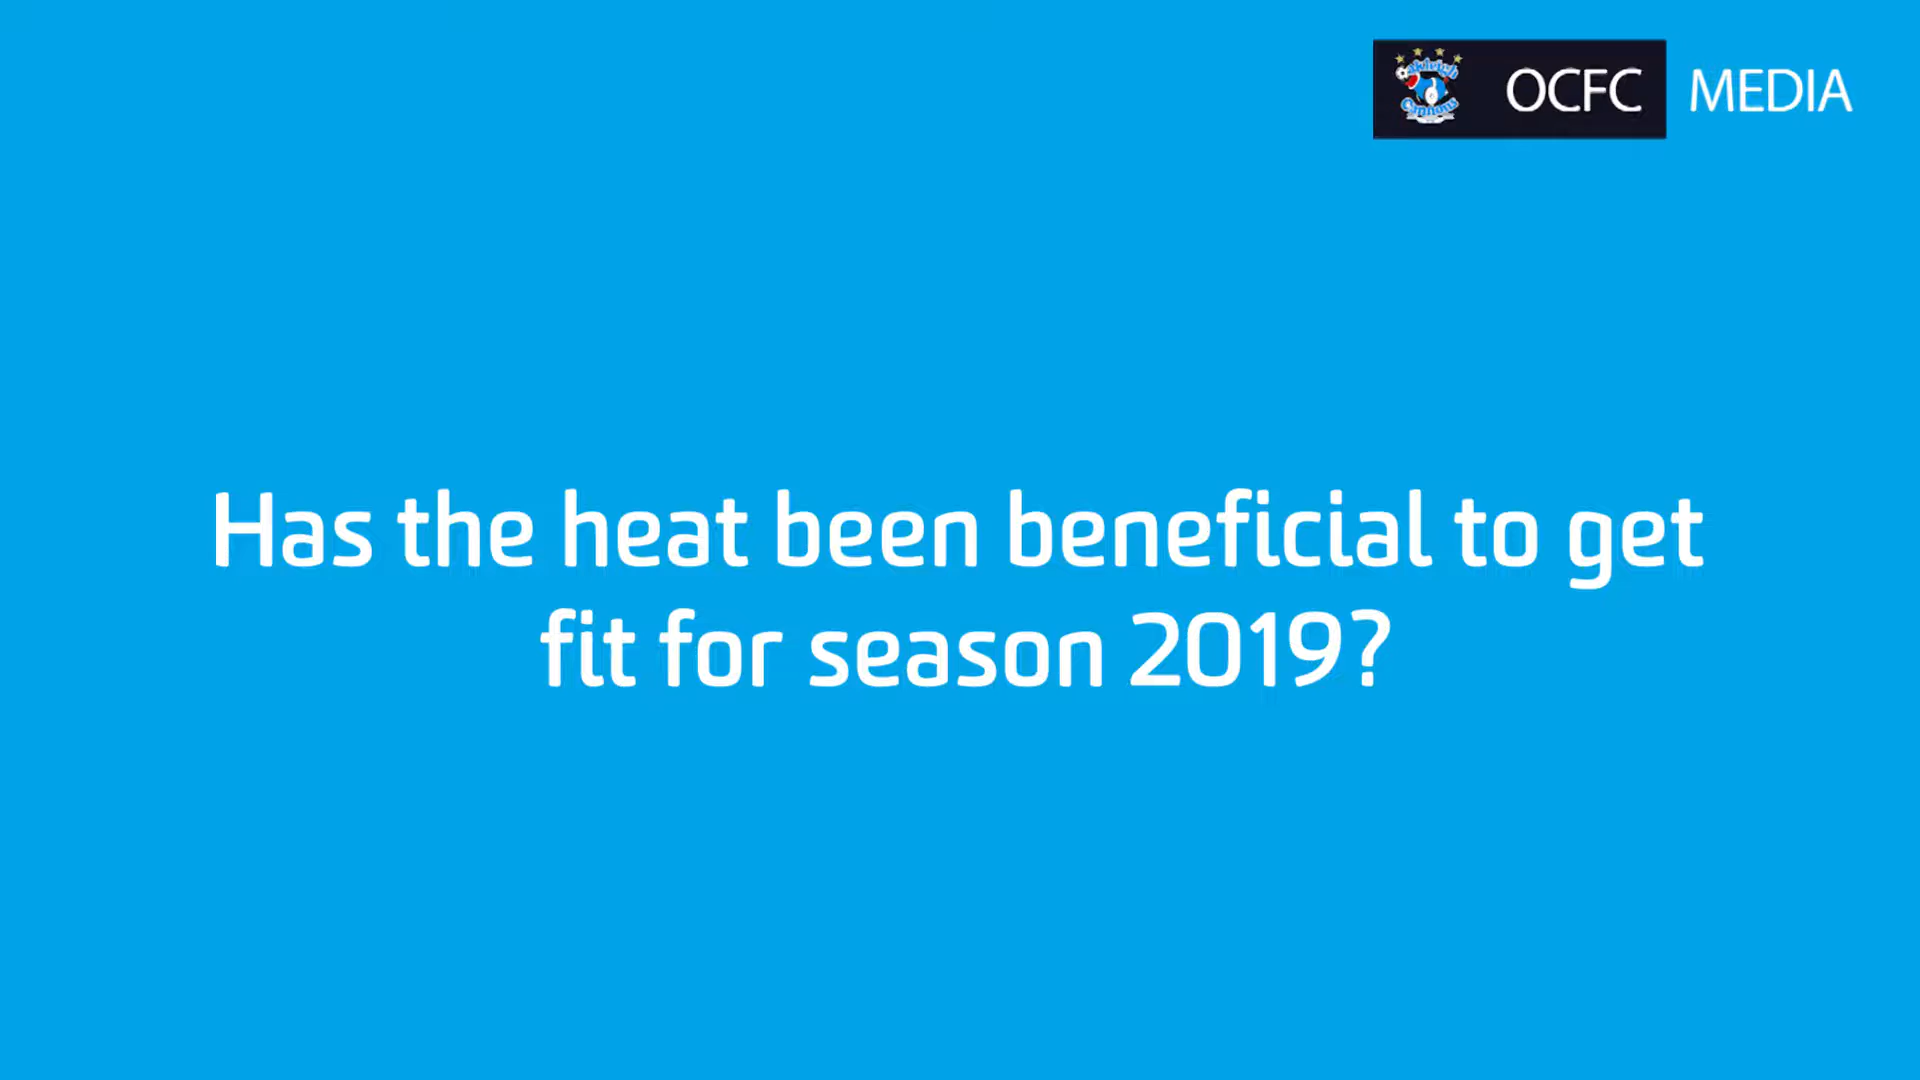 OCFC MEDIA
Has the heat been beneficial to get
fit for season 2019?